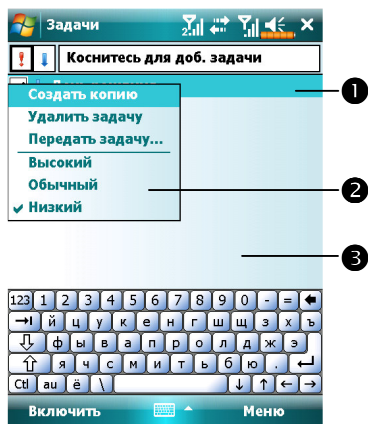 Задачи
Коснитесь для доб. задачи
1
Создать копию
Удалить задачу
Передать задачу...
Высокий
Обычный
2
Низкий
3
123 1 2 3 4 5 6 7 8 9 0 - =
й ц у к е н г ш щ з х ъ
ф ы в а п р о л д ж э
я ч с м и т ь б ю .
Ctl au ё \
Включить Меню